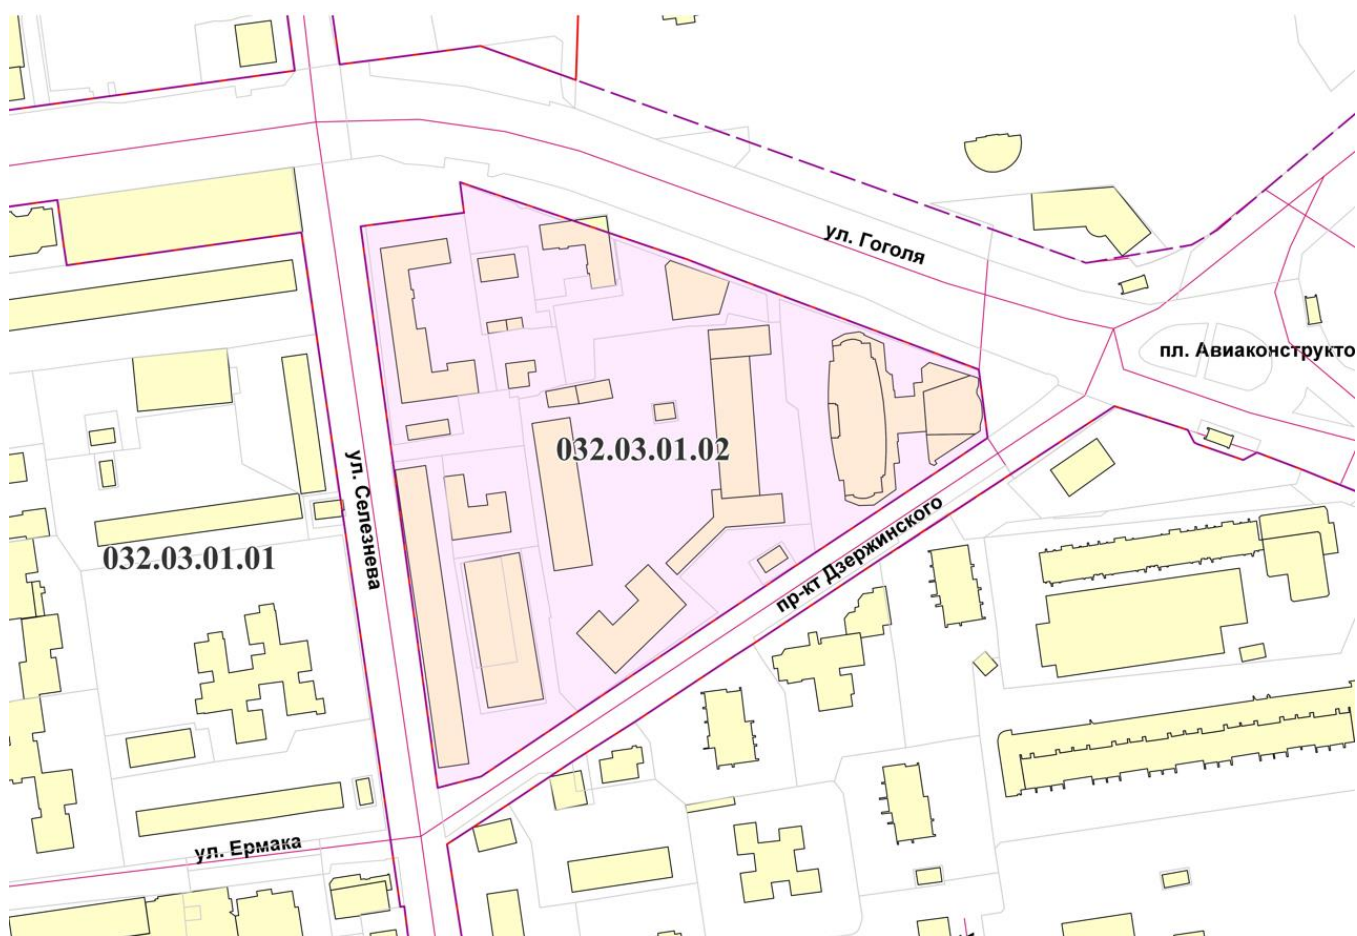 ул. Гоголя
пл. Авиаконструкто
032.03.01.02
ул. Селезнева
пр-кт Дзержинского
032.03.01.01
ул. Ермака